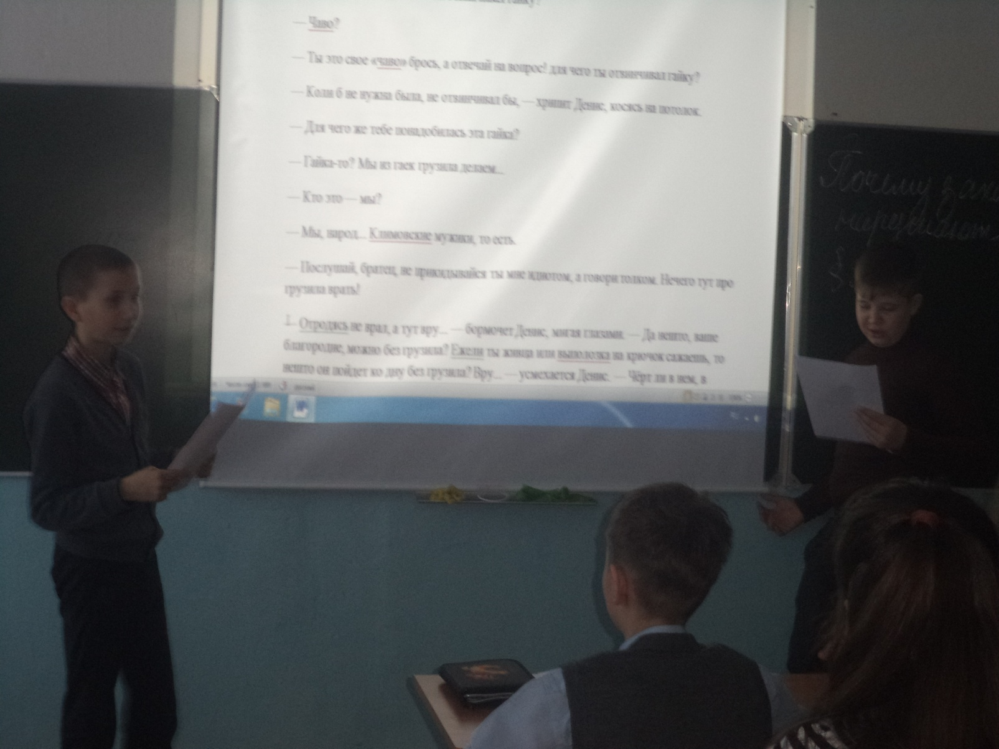 гайку?
— Чаво?
— Ты это свое «чаво» брось, а отвечай на вопрос! для чего ты отвинчивал гайку?
— Коли б не нужна была, не отвинчивал бы, — хрипит Денис, косясь на потолок.
— Для чего же тебе понадобилась эта гайка?
— Гайка-то? Мы из гаек грузила делаем...
— Кто это — мы?
— Мы, народ... Климовские мужики, то есть.
— Послушай, братец, не прикидывайся ты мне идиотом, а говори толком. Нечего тут про
грузила врать!
— Отродясь не врал, а тут вру... — бормочет Денис, мигая глазами. — Да нешто, ваше
благородие, можно без грузила? Ежели ты живца или выползка на крючок сажаешь, то
нешто он пойдет ко дну без грузила? Вру... — усмехается Денис. — Чёрт ли в нем, в
Почему зако
нарушают